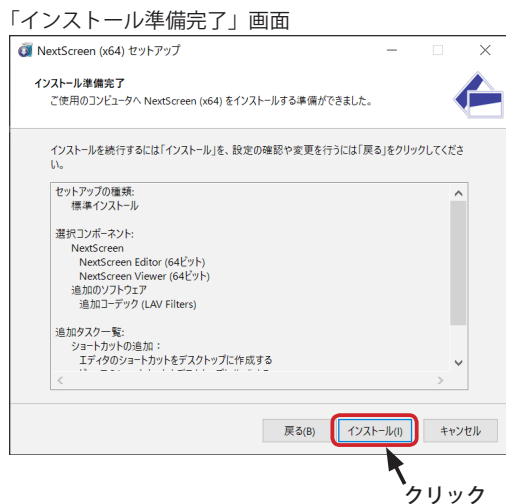 「インストール準備完了」画面
NextScreen (x64) セットアップ
インストール準備完了
ご使用のコンピュータへ NextScreen (x64) をインストールする準備ができました。
インストールを続行するには「インストール」を、設定の確認や変更を行うには「戻る」をクリックしてくださ
い。
セットアップの種類:
標準インストール
選択コンポーネント:
NextScreen
NextScreen Editor (64ビット)
NextScreen Viewer (64ビット)
追加のソフトウェア
追加コーデック (LAV Filters)
追加タスク一覧:
ショートカットの追加：
エディタのショートカットをデスクトップに作成する
戻る(B) インストール(I) キャンセル
クリック